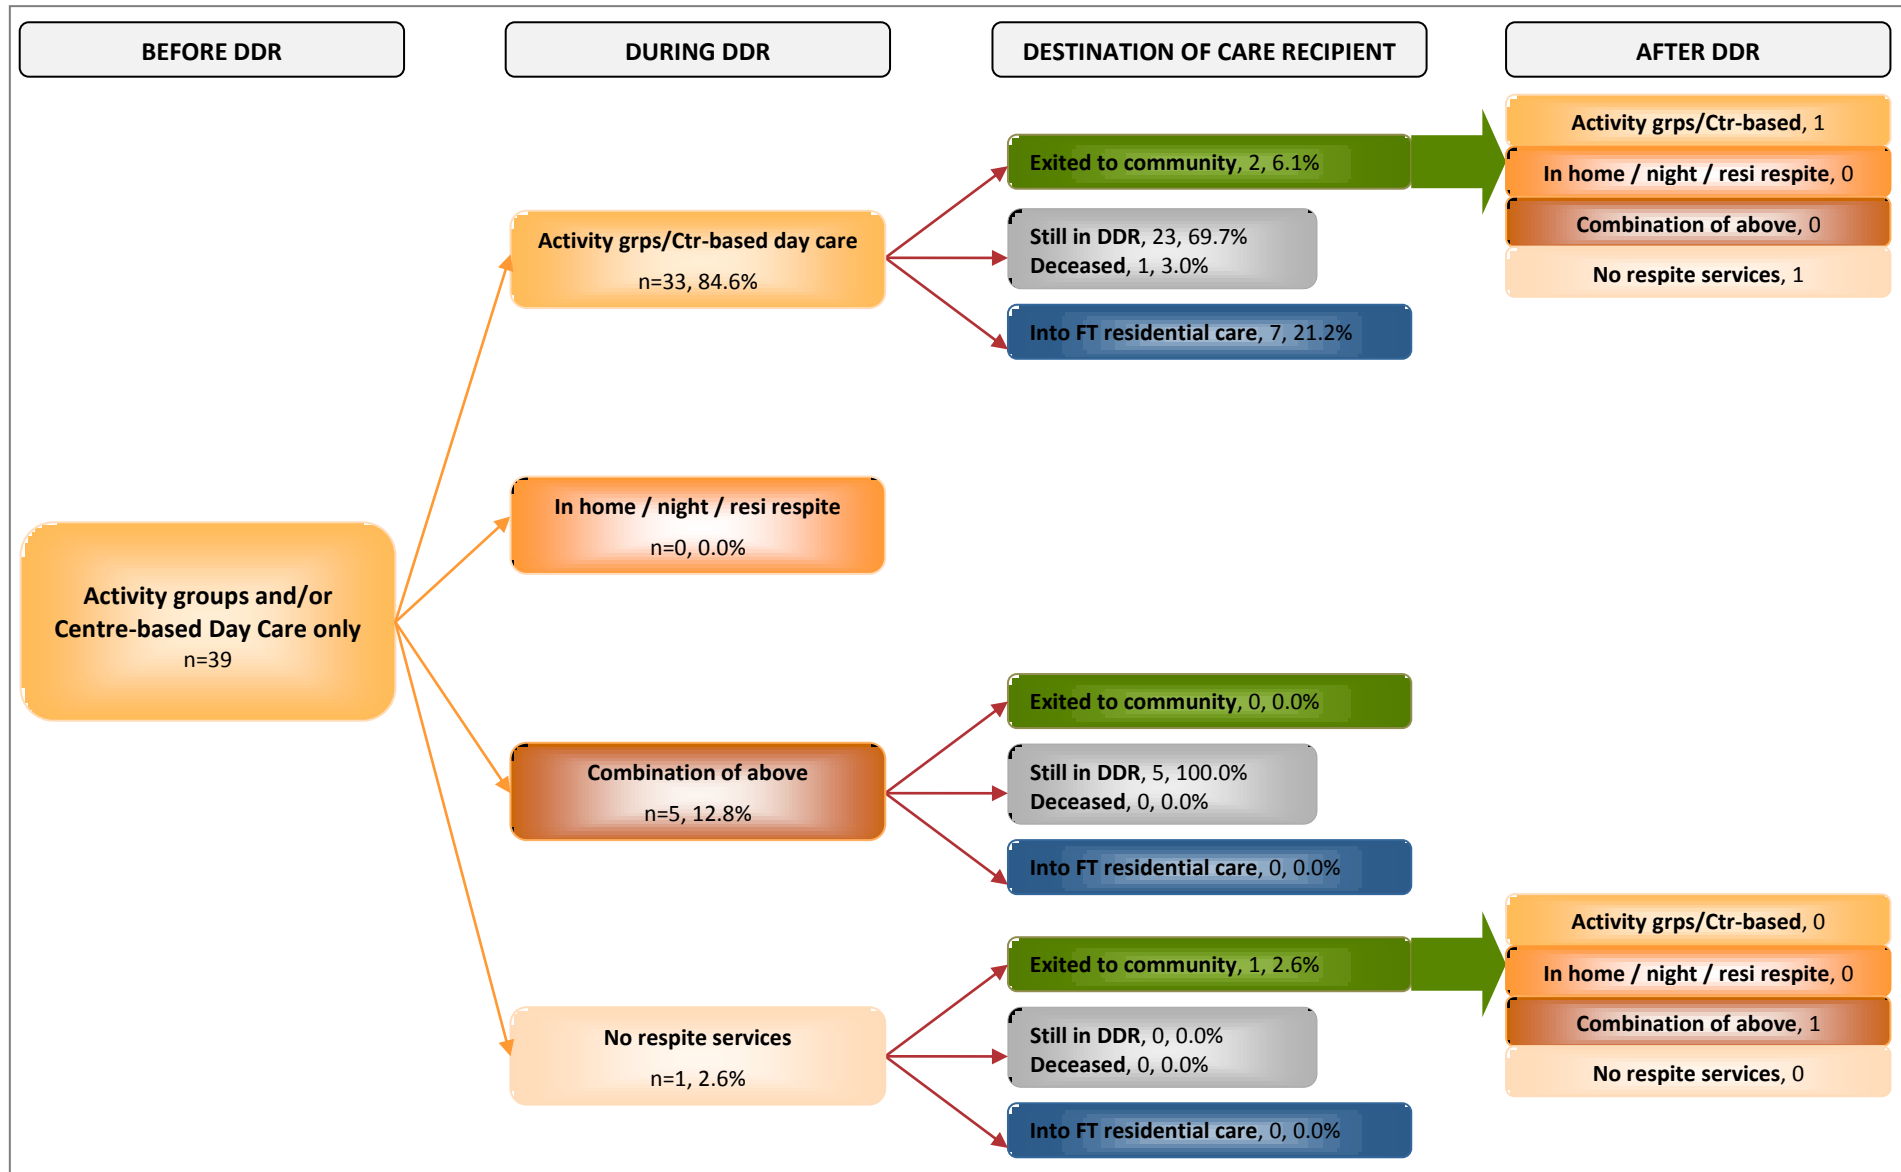 BEFORE DDR
DURING DDR
DESTINATION OF CARE RECIPIENT
AFTER DDR
Activity groups and/or
Centre-based Day Care only
n=39
Activity grps/Ctr-based day care
n=33, 84.6%
Exited to community, 2, 6.1%
Still in DDR, 23, 69.7%
Deceased, 1, 3.0%
Into FT residential care, 7, 21.2%
Activity grps/Ctr-based, 1
In home / night / resi respite, 0
Combination of above, 0
No respite services, 1
In home / night / resi respite
n=0, 0.0%
Combination of above
n=5, 12.8%
Exited to community, 0, 0.0%
Still in DDR, 5, 100.0%
Deceased, 0, 0.0%
Into FT residential care, 0, 0.0%
No respite services
n=1, 2.6%
Exited to community, 1, 2.6%
Still in DDR, 0, 0.0%
Deceased, 0, 0.0%
Into FT residential care, 0, 0.0%
Activity grps/Ctr-based, 0
In home / night / resi respite, 0
Combination of above, 1
No respite services, 0